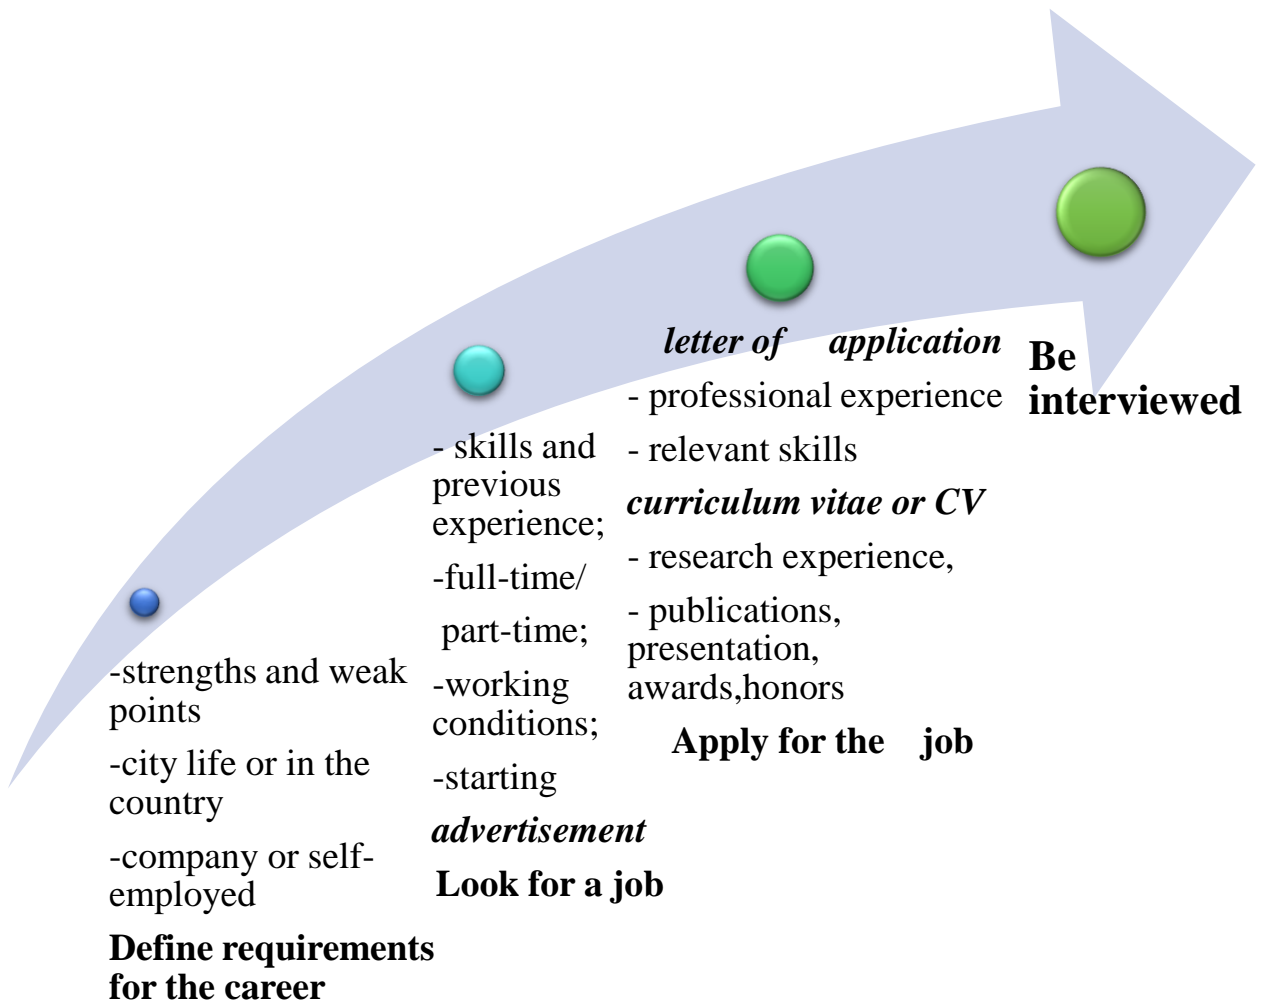 -strengths and weak
points
-city life or in the
country
-company or self-
employed
Define requirements
for the career
- skills and
previous
experience;
-full-time/
part-time;
-working
conditions;
-starting
advertisement
Look for a job
letter of application
- professional experience
- relevant skills
curriculum vitae or CV
- research experience,
- publications,
presentation,
awards,honors
Apply for the job
Be
interviewed